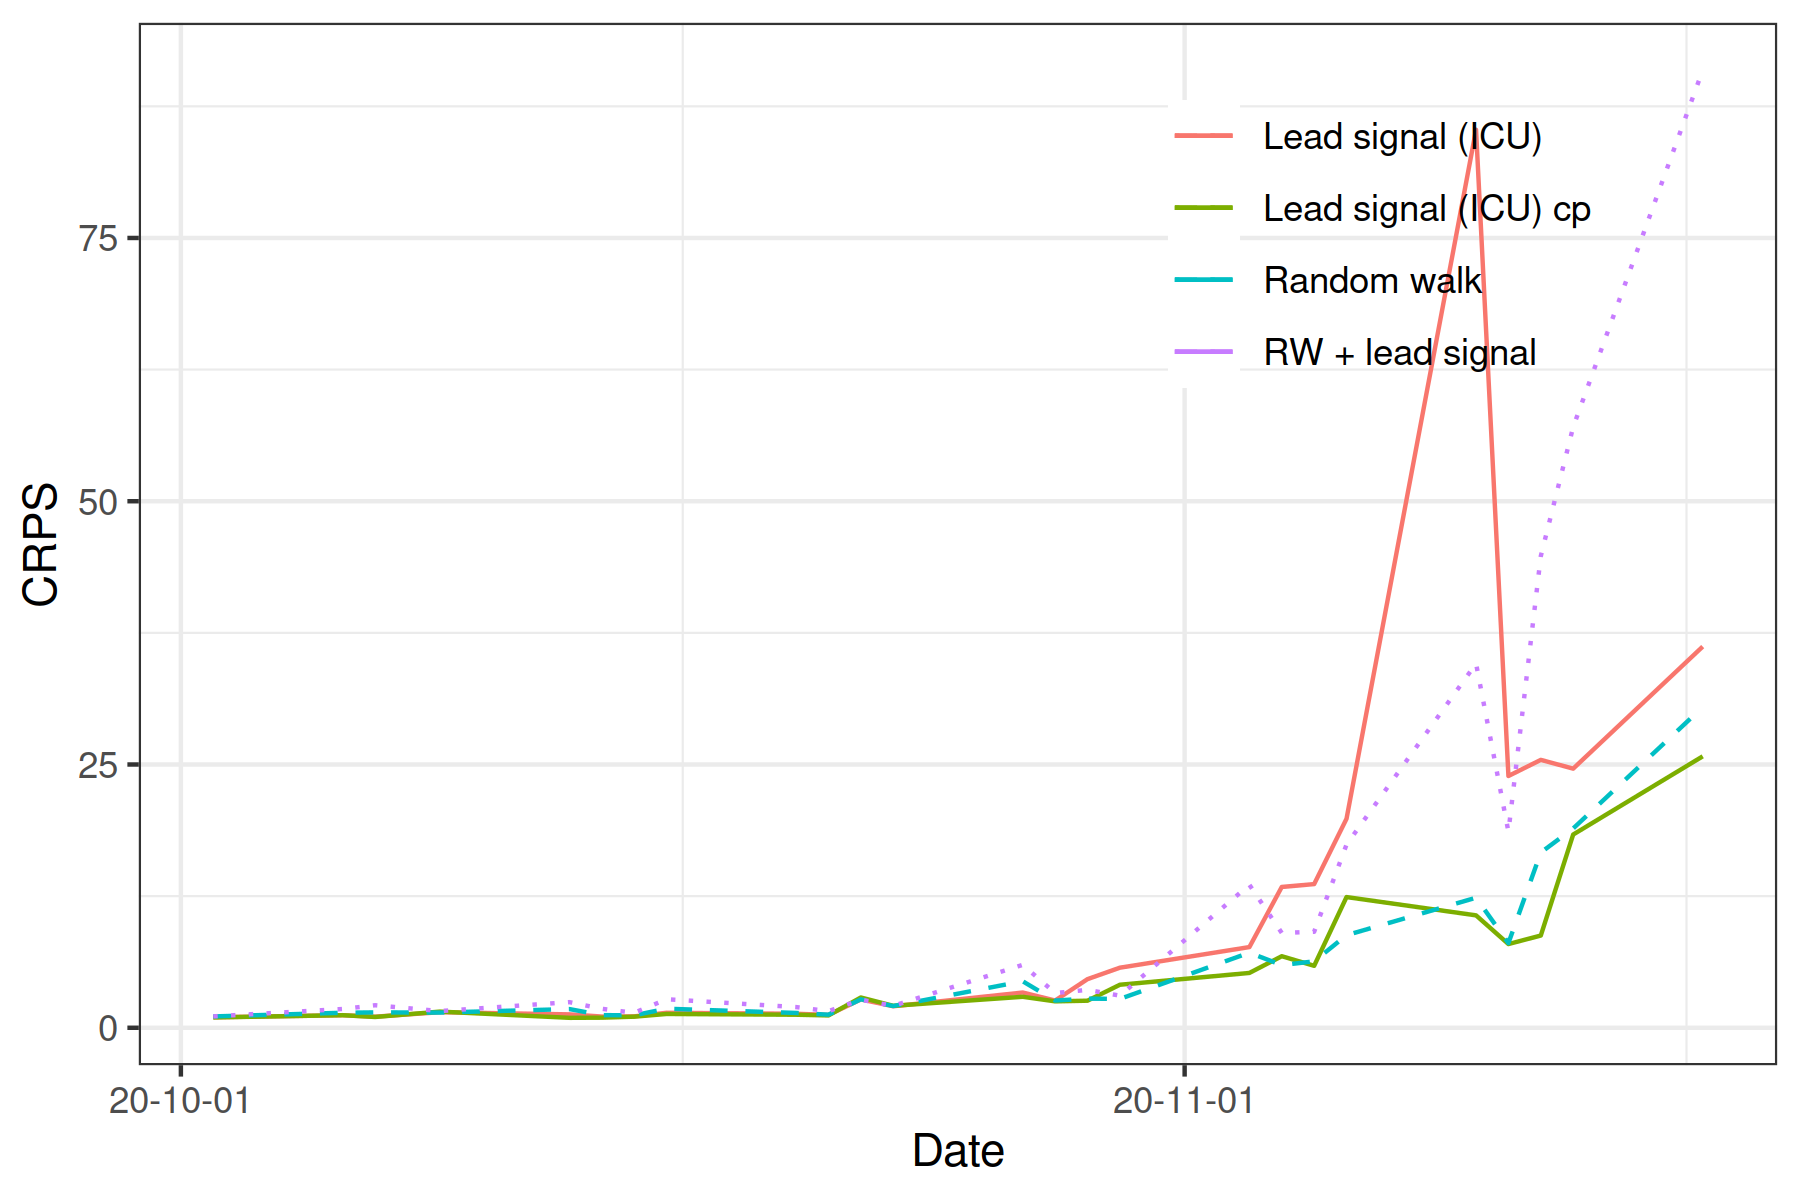 Lead signal (ICU)
Lead signal (ICU) cp
Random walk
RW + lead signal
75
50
25
0
CRPS
20-10-01
20-11-01
Date